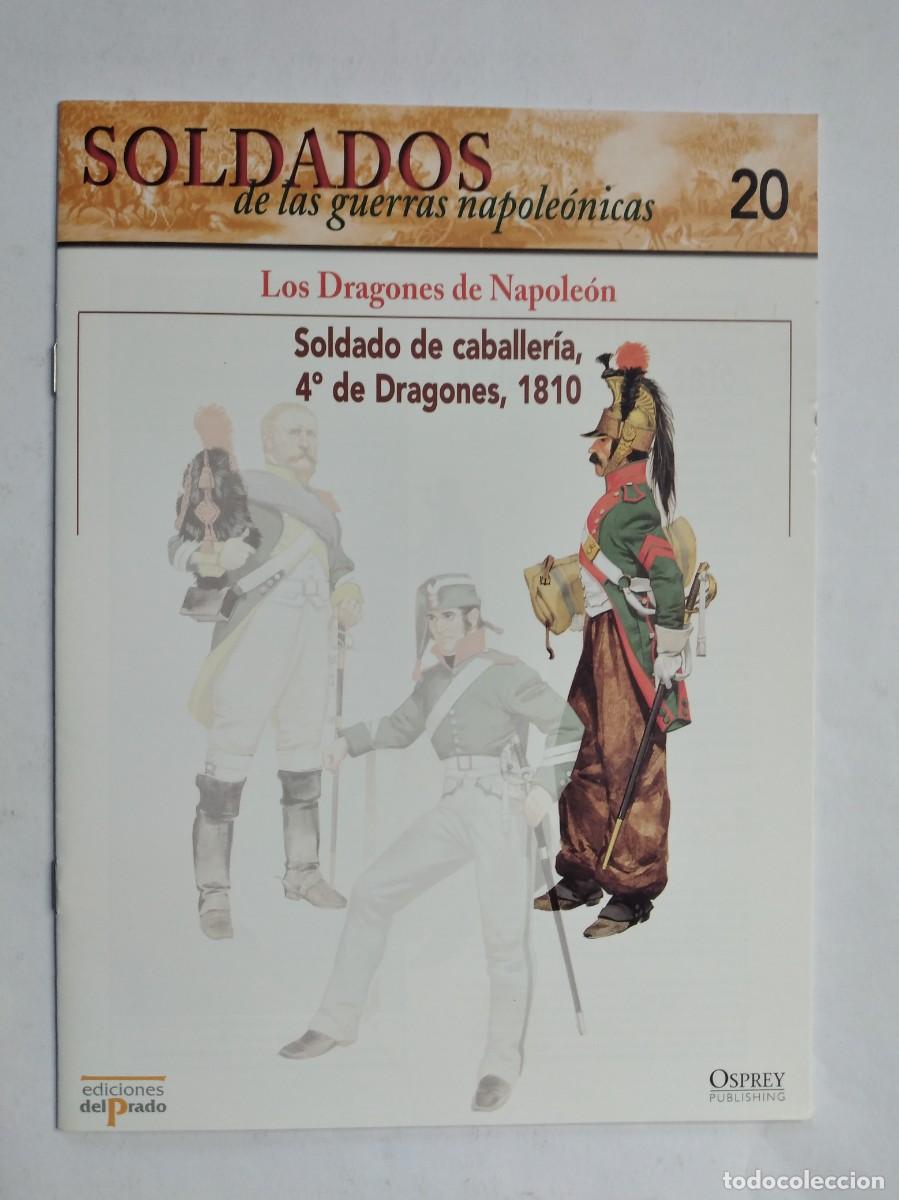 SOLDADOS
de las guerras napoleónicas
20
Los Dragones de Napoleón
Soldado de caballería,
4° de Dragones, 1810
ediciones
delPrado
OSPREY
PUBLISHING
todocoleccion